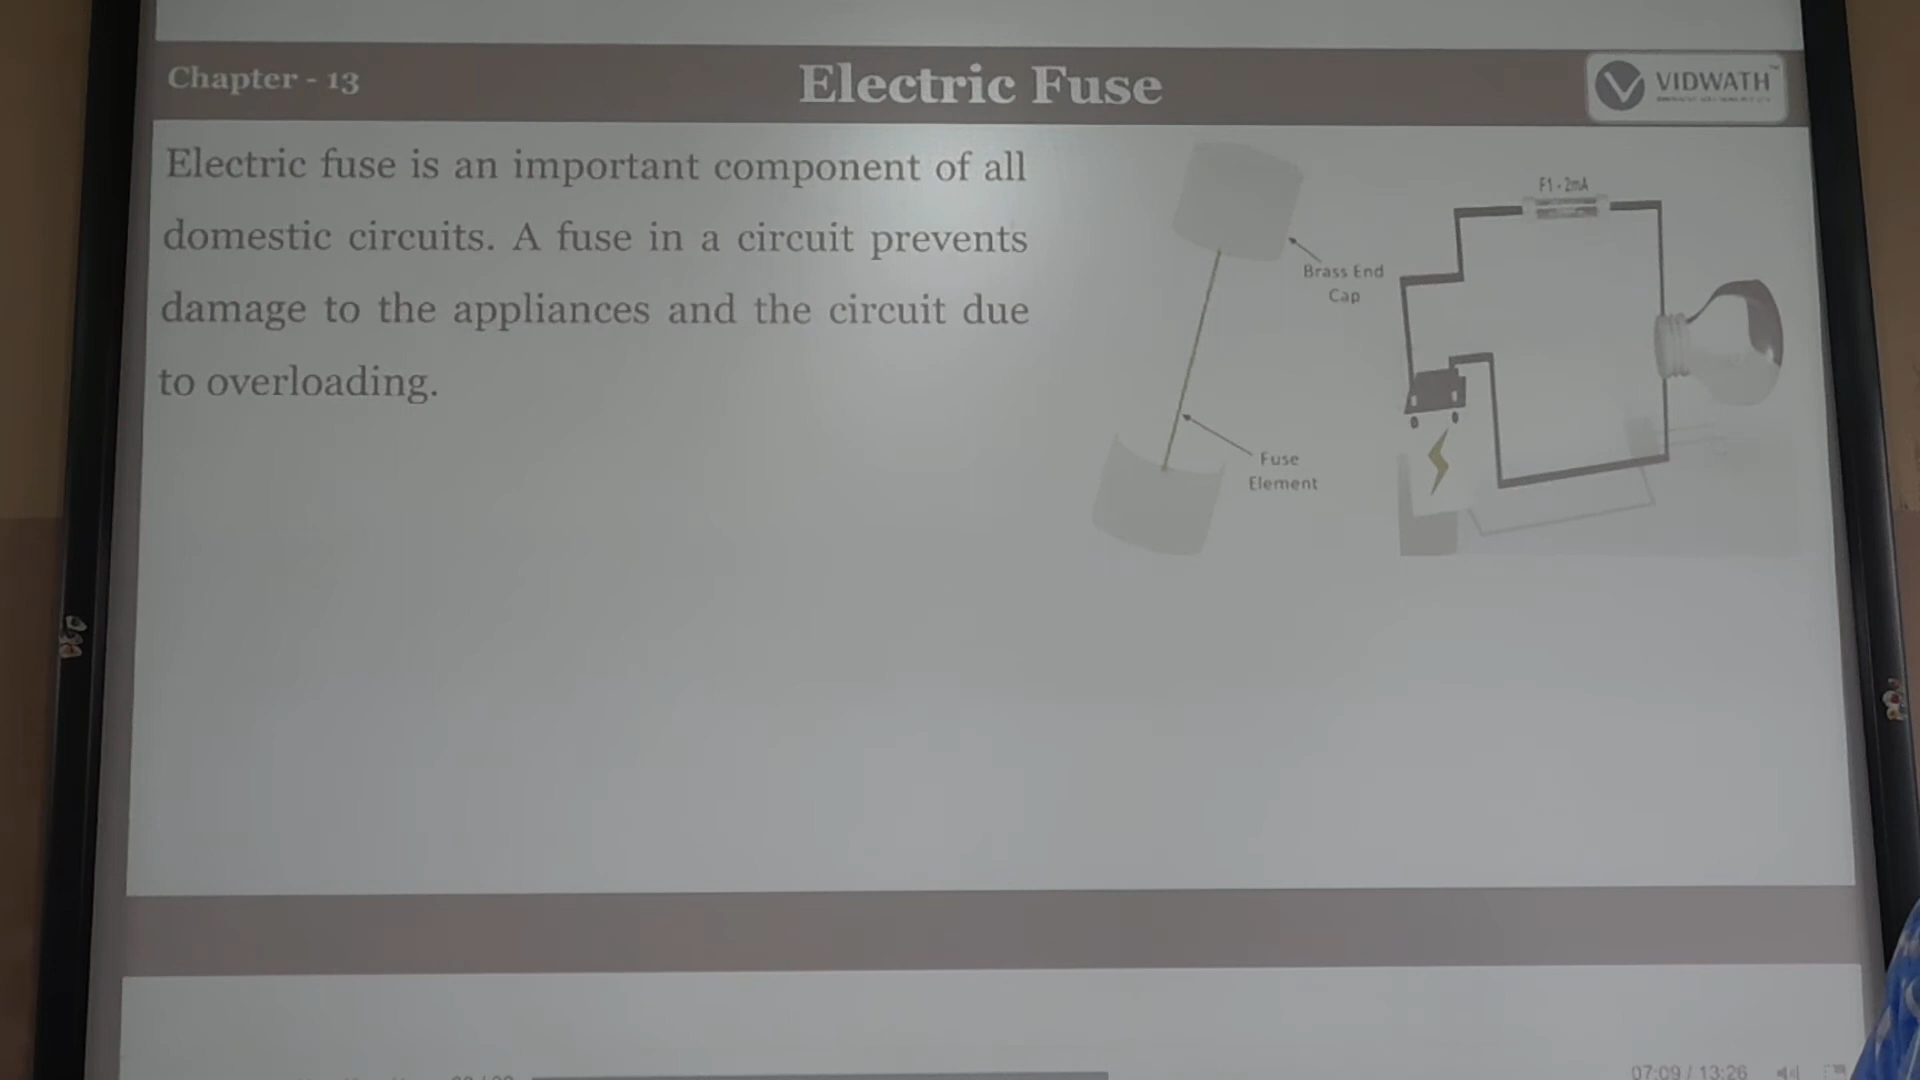 Chapter - 13
Electric Fuse
VIDWATH
Electric fuse is an important component of all
domestic circuits. A fuse in a circuit prevents
damage to the appliances and the circuit due
to overloading.
F1 - 2mA
Brass End
Cap
Fuse
Element
07:09 / 13:26